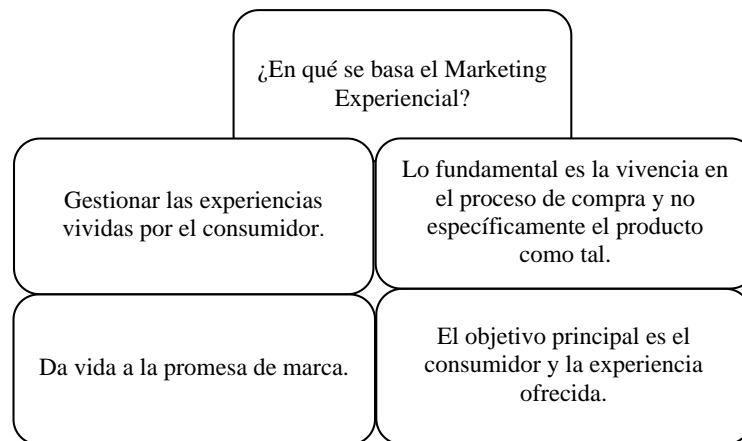 ¿En qué se basa el Marketing
Experiencial?
Gestionar las experiencias
vividas por el consumidor.
Lo fundamental es la vivencia en
el proceso de compra y no
específicamente el producto
como tal.
Da vida a la promesa de marca.
El objetivo principal es el
consumidor y la experiencia
ofrecida.